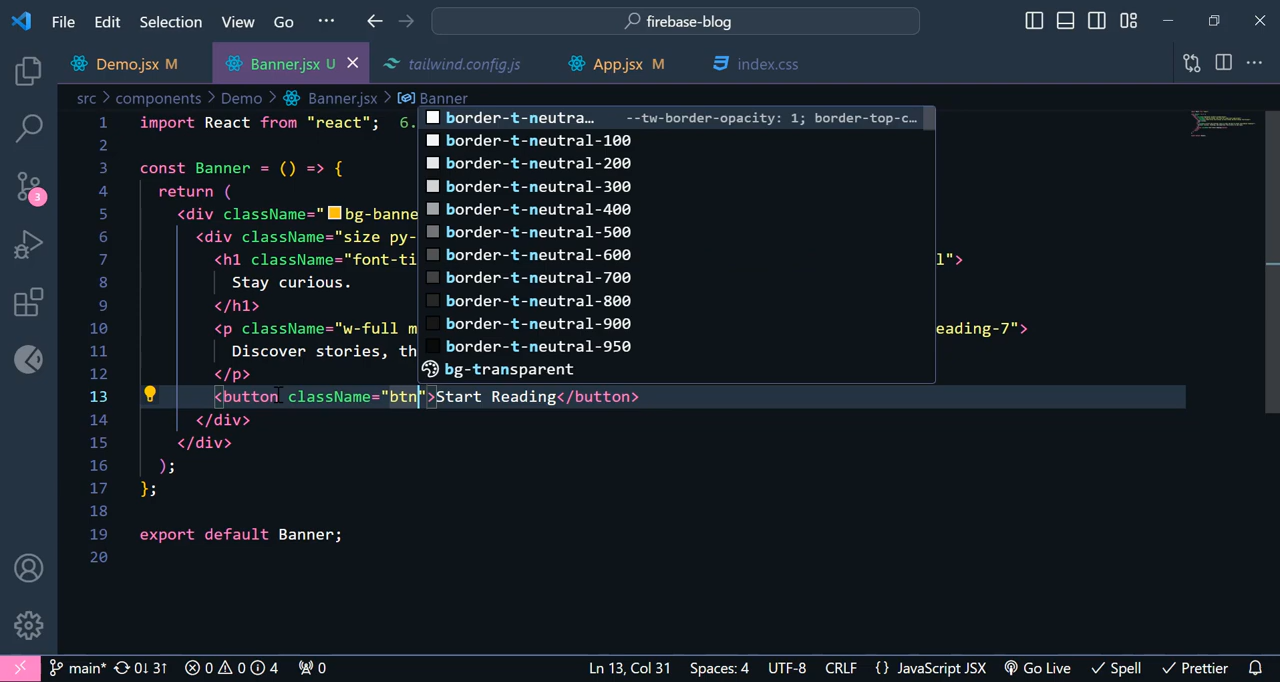 File Edit Selection View Go ··· firebase-blog
Demo.jsx M Banner.jsx U tailwind.config.js App.jsx M index.css ···
src > components > Demo > Banner.jsx > Banner
1 import React from "react"; 6.
2
3 const Banner = () => {
4 return (
5 <div className="bg-banne
6 <div className="size py-
7 <h1 className="font-ti l">
8 Stay curious.
9 </h1>
10 <p className="w-full m eading-7">
11 Discover stories, th
12 </p>
13 <button className="btn">Start Reading</button>
14 </div>
15 </div>
16 );
17 };
18
19 export default Banner;
20
border-t-neutra… --tw-border-opacity: 1; border-top-c…
border-t-neutral-100
border-t-neutral-200
border-t-neutral-300
border-t-neutral-400
border-t-neutral-500
border-t-neutral-600
border-t-neutral-700
border-t-neutral-800
border-t-neutral-900
border-t-neutral-950
bg-transparent
3
main* 0↓ 3↑ 0 0 4 0 Ln 13, Col 31 Spaces: 4 UTF-8 CRLF {} JavaScript JSX Go Live Spell Prettier